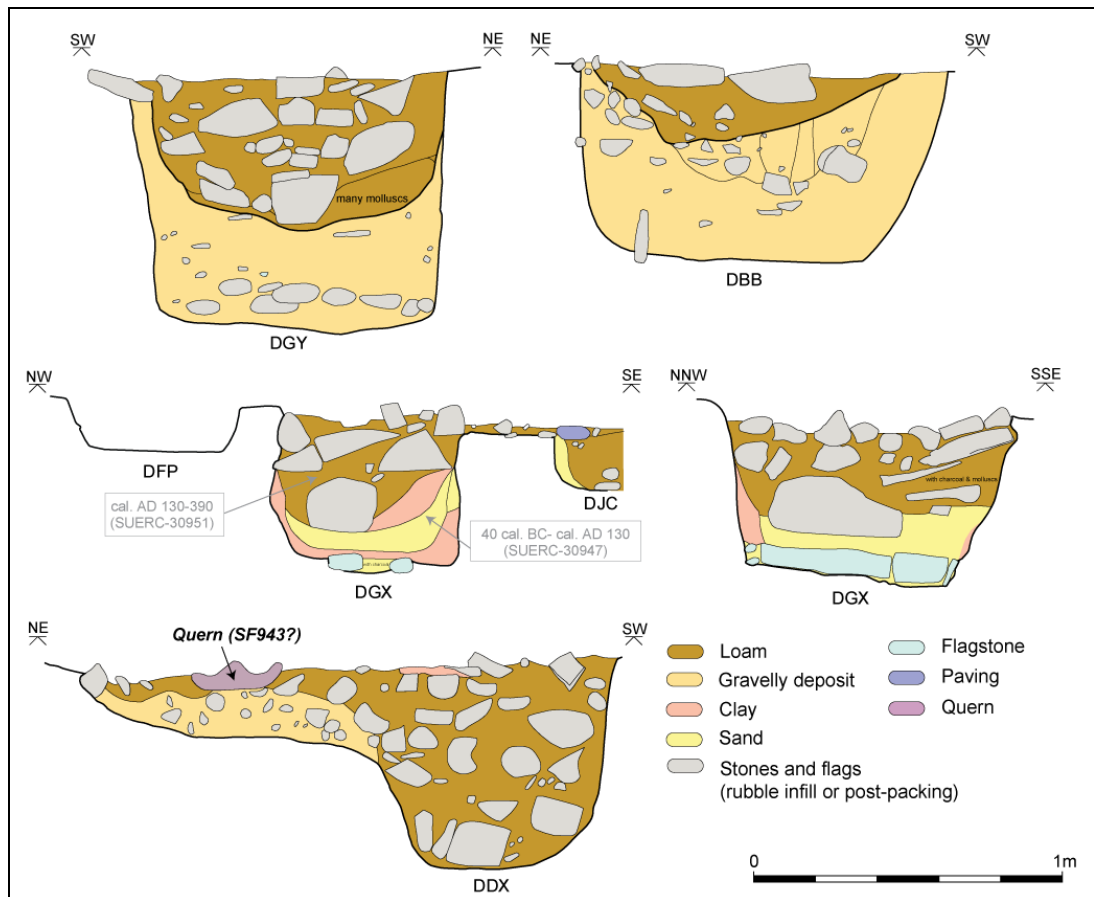 SW
NE
NE
SW
many molluscs
DGY
DBB
NW
SE
NNW
SSE
DFP
DJC
cal. AD 130-390
(SUERC-30951)
40 cal. BC- cal. AD 130
(SUERC-30947)
with charcoal
DGX
with charcoal & molluscs
DGX
NE
SW
Quern (SF943?)
DDX
Loam
Gravelly deposit
Clay
Sand
Stones and flags
(rubble infill or post-packing)
Flagstone
Paving
Quern
0
1m